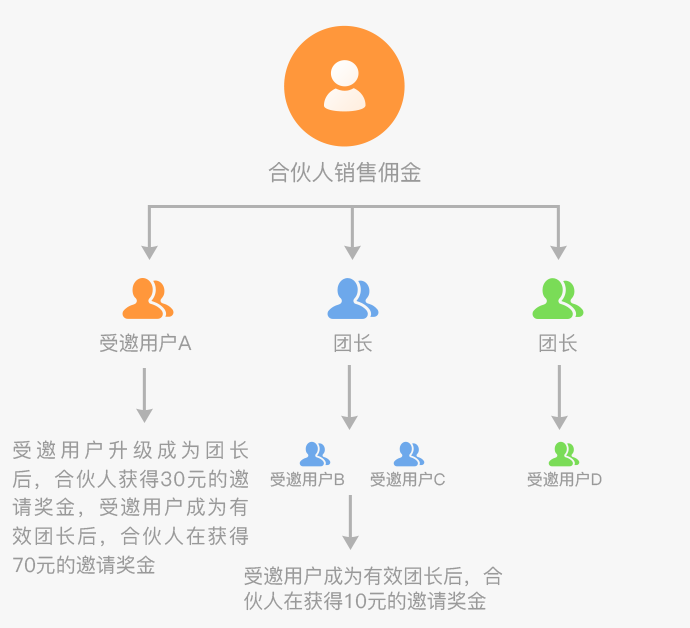 合伙人销售佣金
受邀用户A
团长
团长
受邀用户升级成为团长
后，合伙人获得30元的邀
请奖金，受邀用户成为有
效团长后，合伙人在获得
70元的邀请奖金
受邀用户B
受邀用户C
受邀用户D
受邀用户成为有效团长后，合
伙人在获得10元的邀请奖金